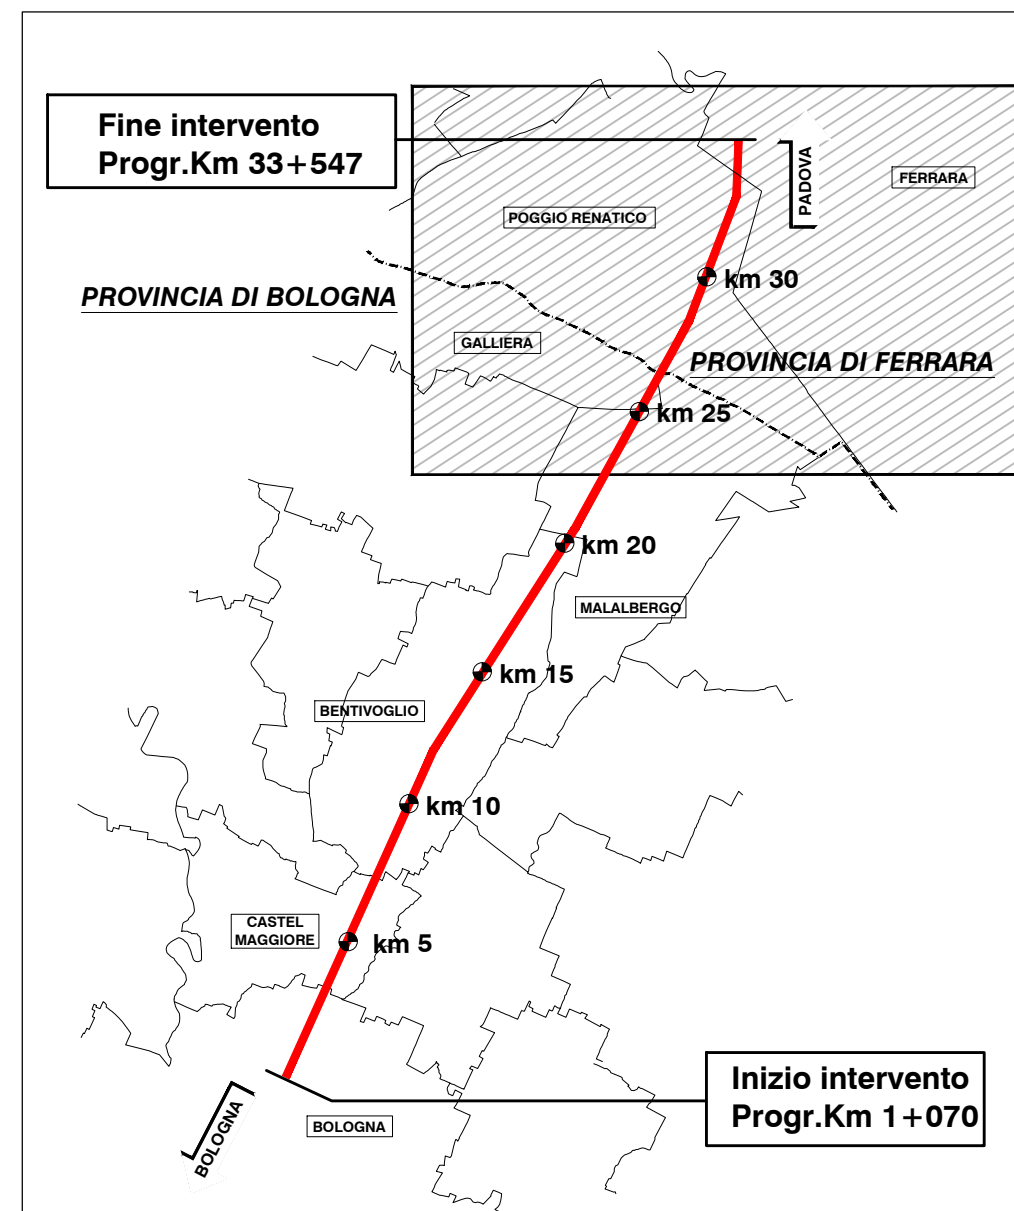 Fine intervento
Progr.Km 33+547
PADOVA
FERRARA
POGGIO RENATICO
km 30
PROVINCIA DI BOLOGNA
GALLIERA
PROVINCIA DI FERRARA
km 25
km 20
MALALBERGO
km 15
BENTIVOGLIO
km 10
CASTEL
MAGGIORE
km 5
Inizio intervento
Progr.Km 1+070
BOLOGNA
BOLOGNA